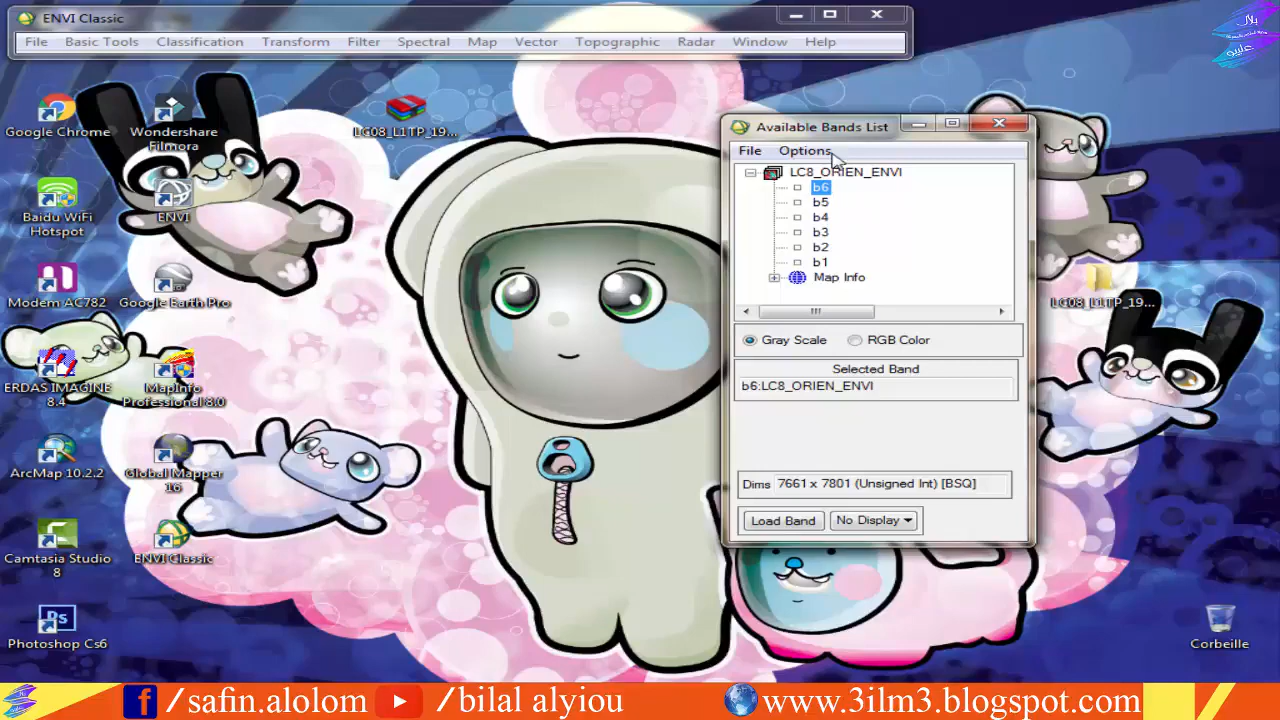 ENVI Classic
File Basic Tools Classification Transform Filter Spectral Map Vector Topographic Radar Window Help
بلال
عليو
Google Chrome
Wondershare
Filmora
LG08_L1TP_19...
Baidu WiFi
Hotspot
ENVI
Modem AC782
Google Earth Pro
ERDAS IMAGINE
8.4
MapInfo
Professional 8.0
ArcMap 10.2.2
Global Mapper
16
Camtasia Studio
8
ENVI Classic
Photoshop Cs6
Available Bands List
File Options
LC8_ORIEN_ENVI
b6
b5
b4
b3
b2
b1
Map Info
Gray Scale RGB Color
Selected Band
b6:LC8_ORIEN_ENVI
Dims 7661 x 7801 (Unsigned Int) [BSQ]
Load Band No Display
LG08_L1TP_19...
Corbeille
f /safin.alolom /bilal alyiou www.3ilm3.blogspot.com